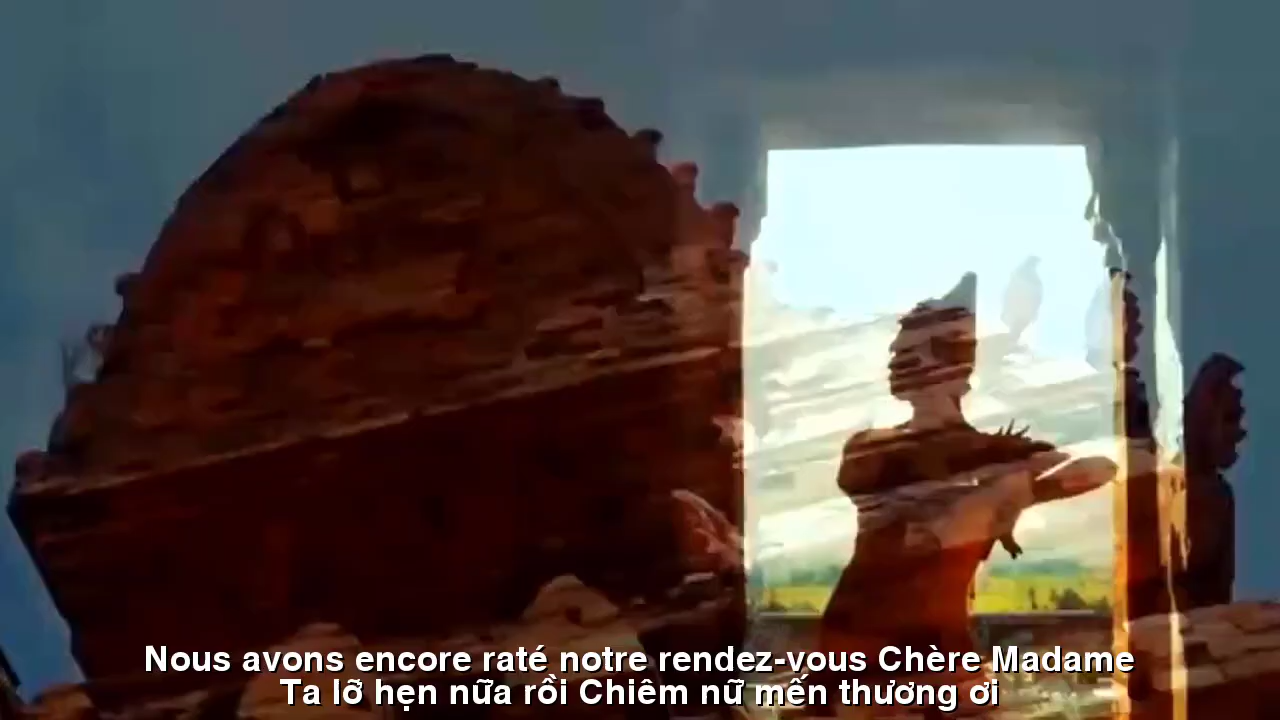 Nous avons encore raté notre rendez-vous Chère Madame
Ta lỡ hẹn nữa rồi Chiêm nữ mến thương ơi